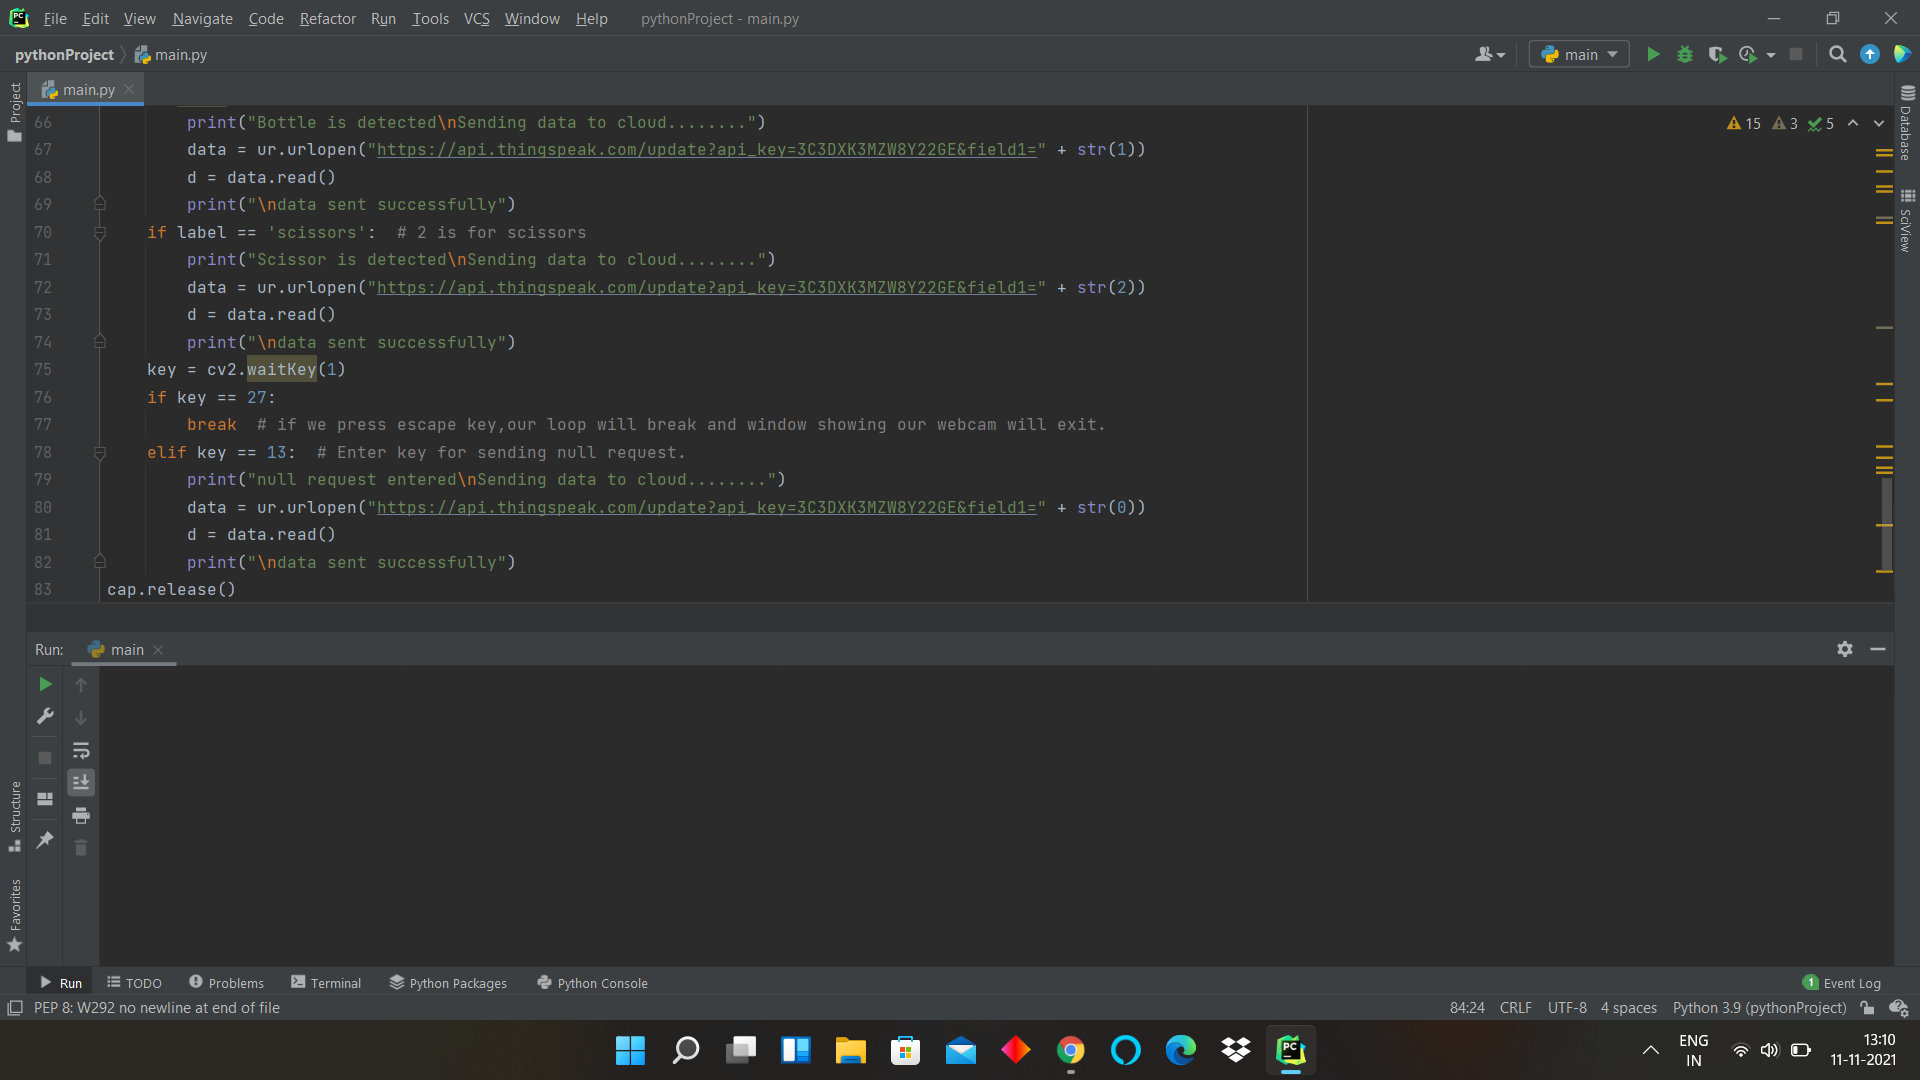 File Edit View Navigate Code Refactor Run Tools VCS Window Help pythonProject - main.py
pythonProject main.py
main
main.py
Project
66 print("Bottle is detected\nSending data to cloud........")
15 3 5
67 data = ur.urlopen("https://api.thingspeak.com/update?api_key=3C3DXK3MZW8Y22GE&field1=" + str(1))
68 d = data.read()
69 print("\ndata sent successfully")
70 if label == 'scissors':  # 2 is for scissors
71 print("Scissor is detected\nSending data to cloud........")
72 data = ur.urlopen("https://api.thingspeak.com/update?api_key=3C3DXK3MZW8Y22GE&field1=" + str(2))
73 d = data.read()
74 print("\ndata sent successfully")
75 key = cv2.waitKey(1)
76 if key == 27:
77 break  # if we press escape key,our loop will break and window showing our webcam will exit.
78 elif key == 13:  # Enter key for sending null request.
79 print("null request entered\nSending data to cloud........")
80 data = ur.urlopen("https://api.thingspeak.com/update?api_key=3C3DXK3MZW8Y22GE&field1=" + str(0))
81 d = data.read()
82 print("\ndata sent successfully")
83 cap.release()
Database
SciView
Run: main
Structure
Favorites
Run TODO Problems Terminal Python Packages Python Console 1 Event Log
PEP 8: W292 no newline at end of file 84:24 CRLF UTF-8 4 spaces Python 3.9 (pythonProject)
PC
ENG
IN
13:10
11-11-2021